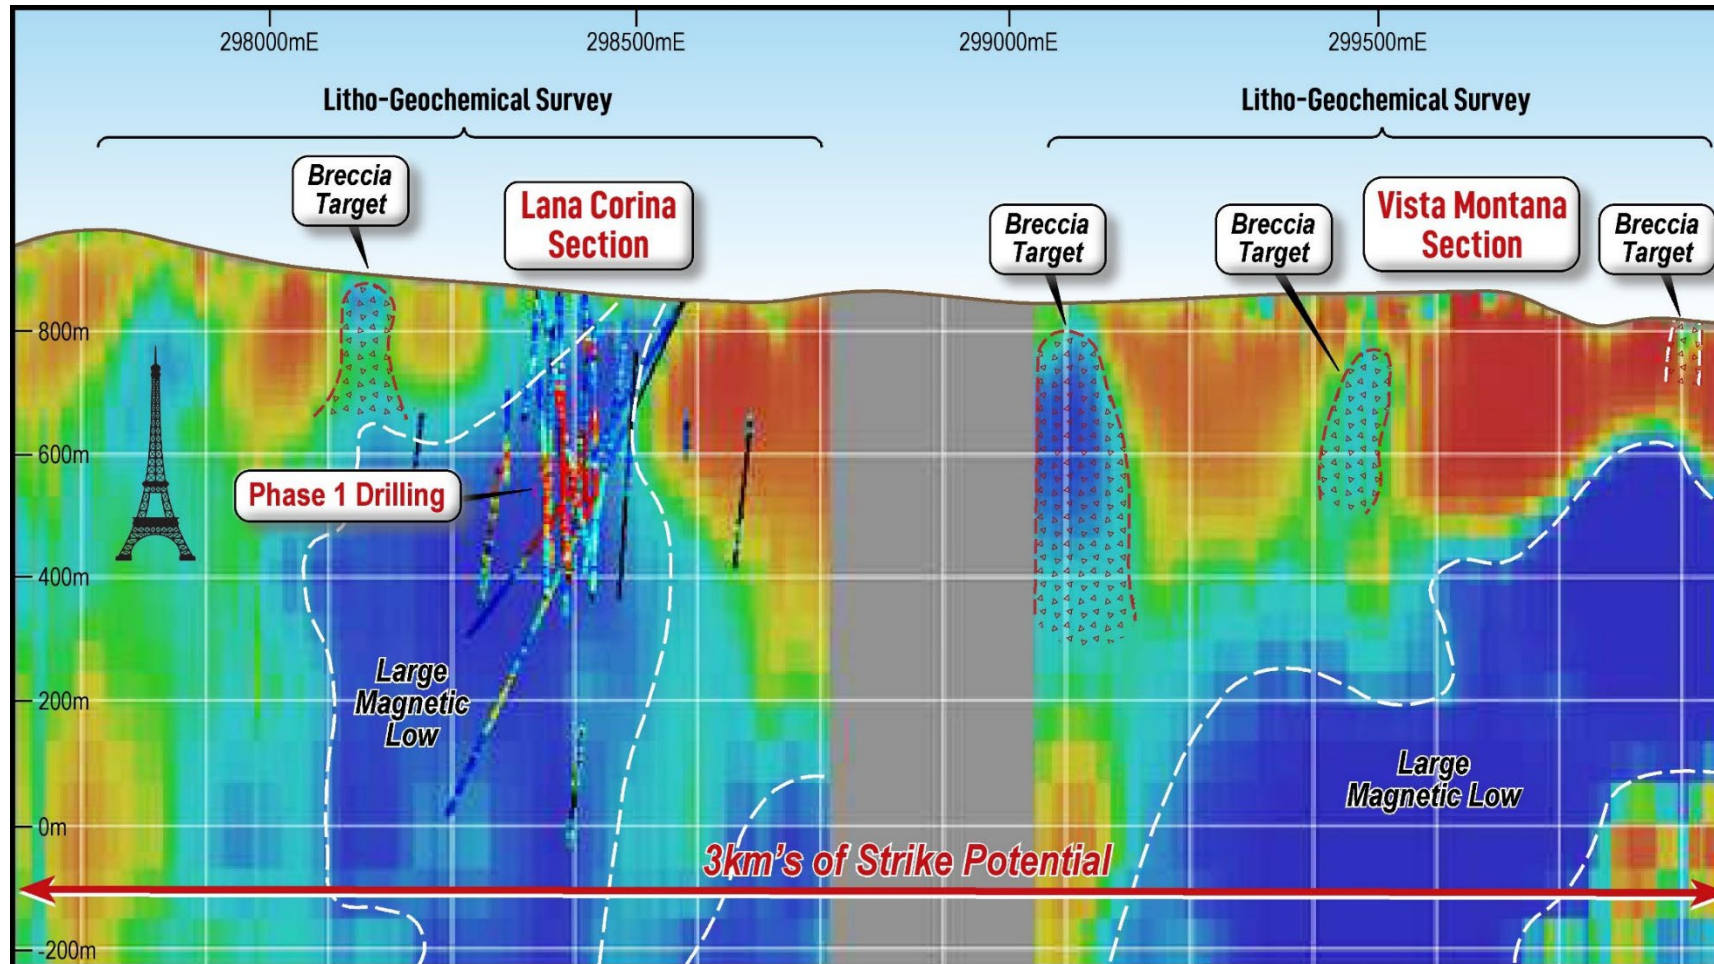 298000mE
298500mE
299000mE
299500mE
Litho-Geochemical Survey
Litho-Geochemical Survey
Breccia
Target
Lana Corina
Section
Breccia
Target
Breccia
Target
Vista Montana
Section
Breccia
Target
800m
600m
Phase 1 Drilling
400m
Large
Magnetic
Low
200m
Large
Magnetic Low
0m
3km's of Strike Potential
-200m